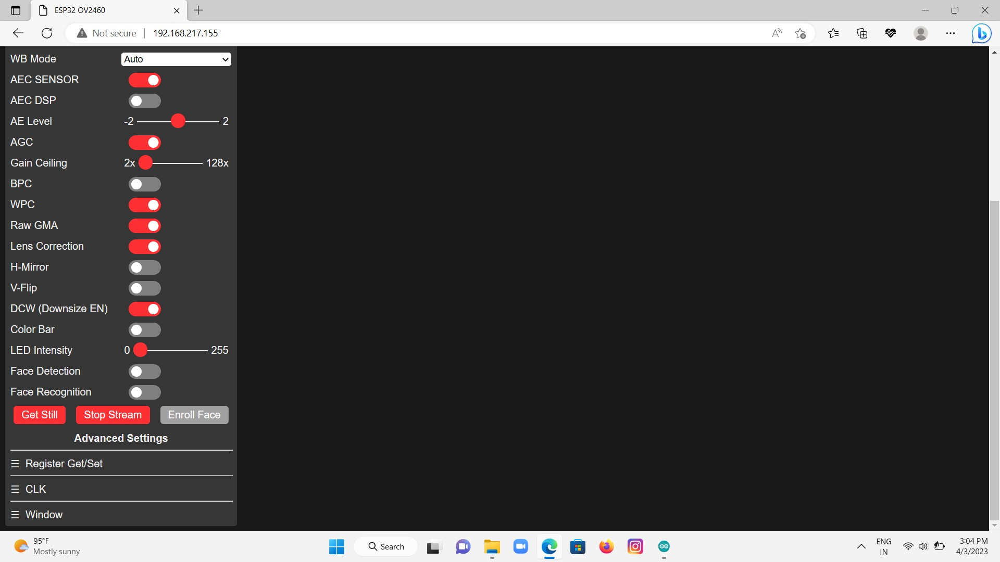 ESP32 OV2460
Not secure
192.168.217.155
WB Mode Auto
AEC SENSOR
AEC DSP
AE Level -2 2
AGC
Gain Ceiling 2x 128x
BPC
WPC
Raw GMA
Lens Correction
H-Mirror
V-Flip
DCW (Downsize EN)
Color Bar
LED Intensity 0 255
Face Detection
Face Recognition
Get Still Stop Stream Enroll Face
Advanced Settings
☰ Register Get/Set
☰ CLK
☰ Window
95°F
Mostly sunny
Search
ENG
IN
3:04 PM
4/3/2023